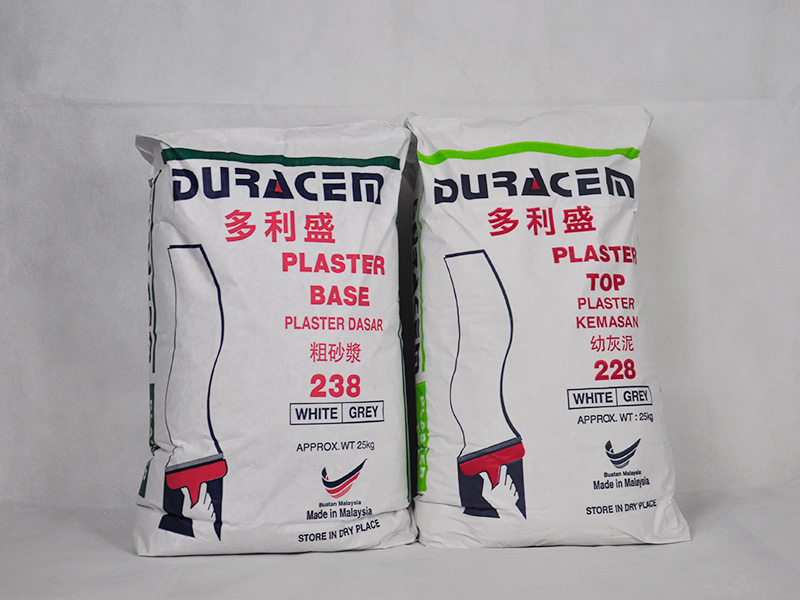 DURACEM
多利盛
PLASTER
BASE
PLASTER DASAR
粗砂漿
238
WHITE GREY
APPROX. WT 25kg
Buatan Malaysia
Made in Malaysia
STORE IN DRY PLACE
DURACEM
多利盛
PLASTER
TOP
PLASTER
KEMASAN
幼灰泥
228
WHITE GREY
APPROX. WT : 25kg
Buatan Malaysia
Made in Malaysia
STORE IN DRY PLACE